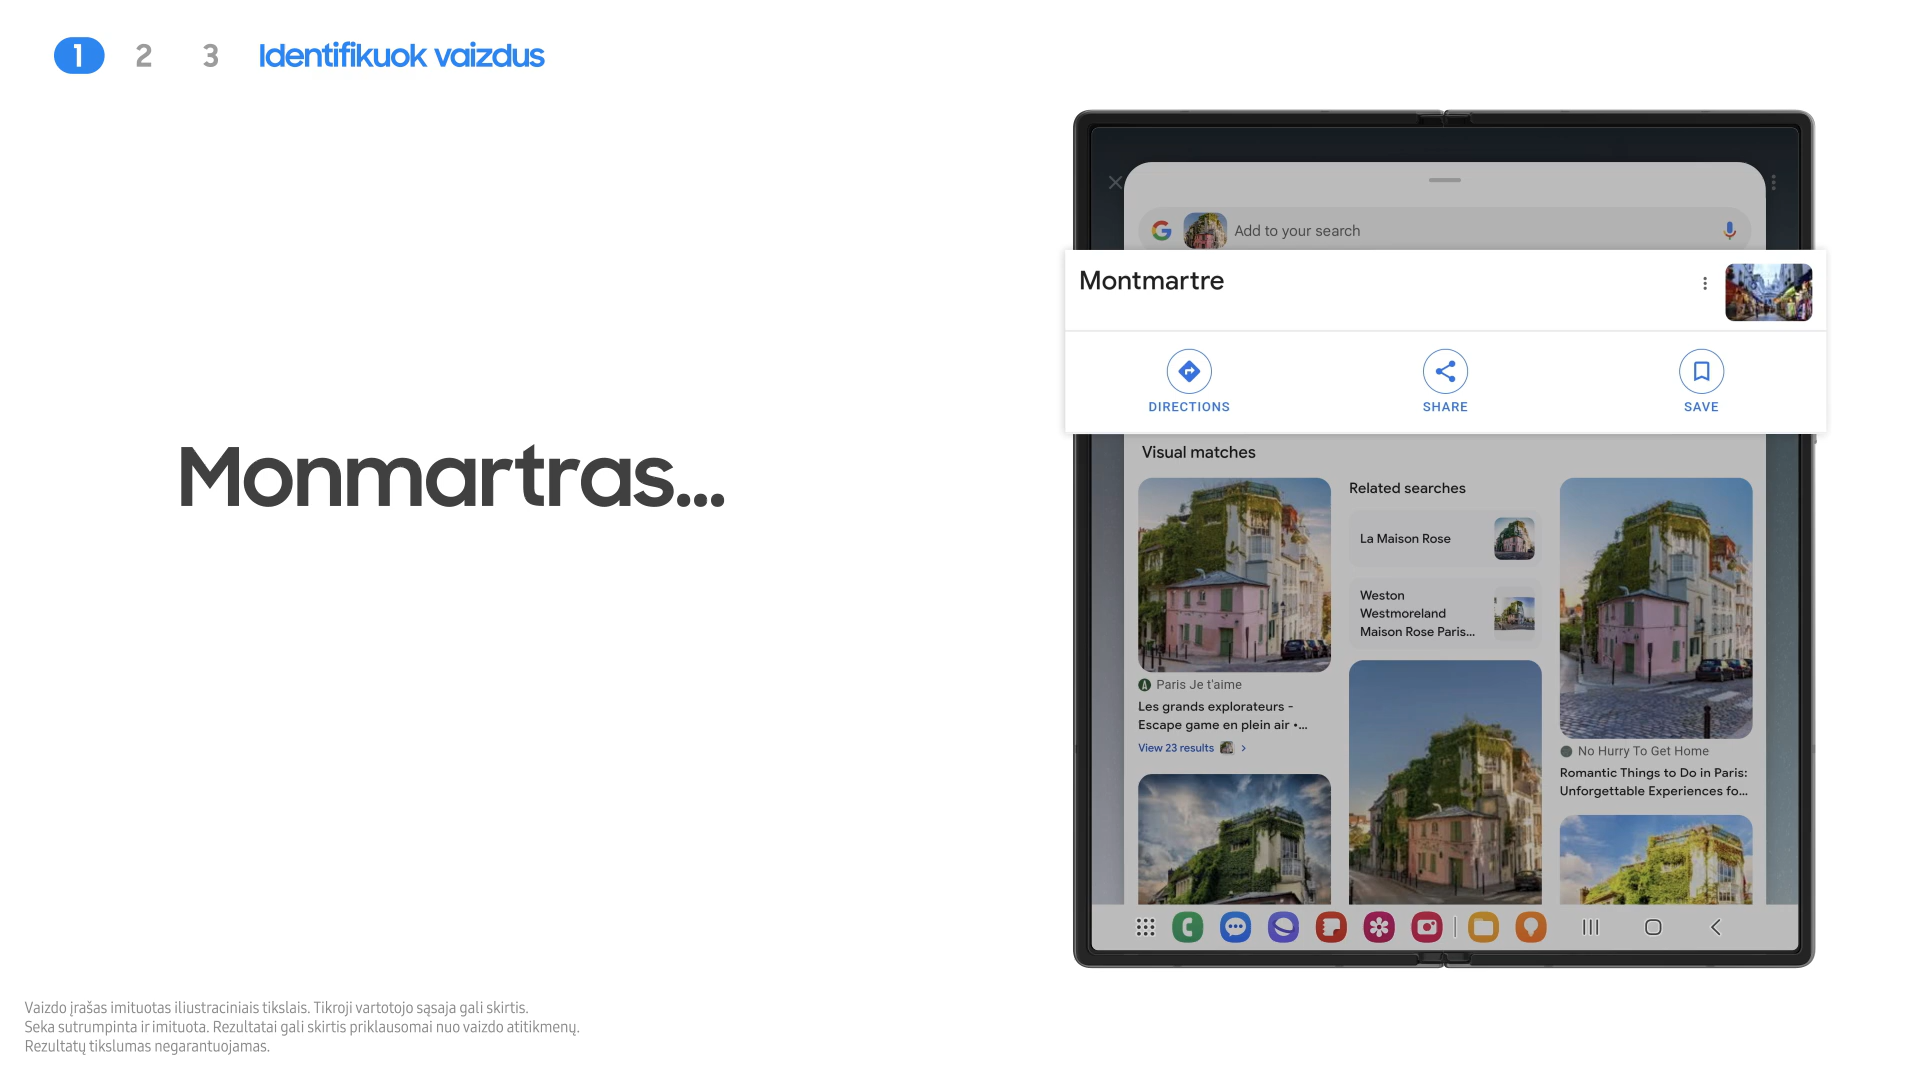 1 2 3 Identifikuok vaizdus
Monmartras...
Add to your search
Montmartre
DIRECTIONS SHARE SAVE
Visual matches
Related searches
La Maison Rose
Weston
Westmoreland
Maison Rose Paris...
Paris Je t'aime
Les grands explorateurs -
Escape game en plein air •...
View 23 results
No Hurry To Get Home
Romantic Things to Do in Paris:
Unforgettable Experiences fo...
Vaizdo įrašas imituotas iliustraciniais tikslais. Tikroji vartotojo sąsaja gali skirtis.
Seka sutrumpinta ir imituota. Rezultatai gali skirtis priklausomai nuo vaizdo atitikmenų.
Rezultatų tikslumas negarantuojamas.